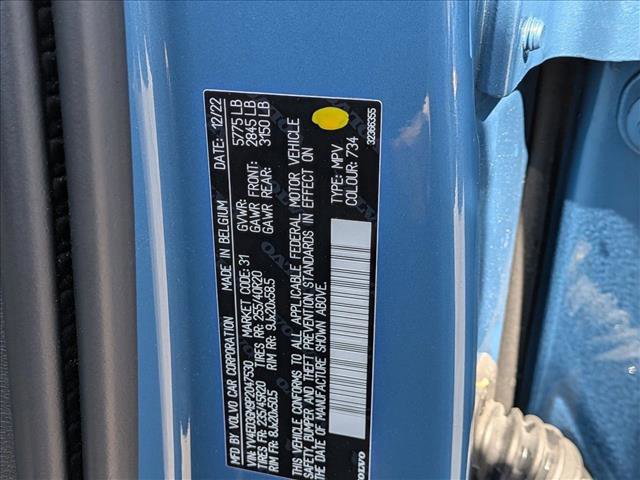 MFD BY VOLVO CAR CORPORATION MADE IN BELGIUM DATE: 12/22
VIN: YV4ED3GM9P2047530 GVWR: 5775 LB
MARKET CODE: 31 GAWR FRONT: 2845 LB
TIRES FR: 235/45R20 TIRES RR: 255/40R20 GAWR REAR: 3150 LB
RIM FR: 8Jx20x50.5 RIM RR: 9Jx20x58.5
THIS VEHICLE CONFORMS TO ALL APPLICABLE FEDERAL MOTOR VEHICLE
SAFETY, BUMPER AND THEFT PREVENTION STANDARDS IN EFFECT ON
THE DATE OF MANUFACTURE SHOWN ABOVE.
TYPE: MPV
COLOUR: 734
VOLVO 32366355